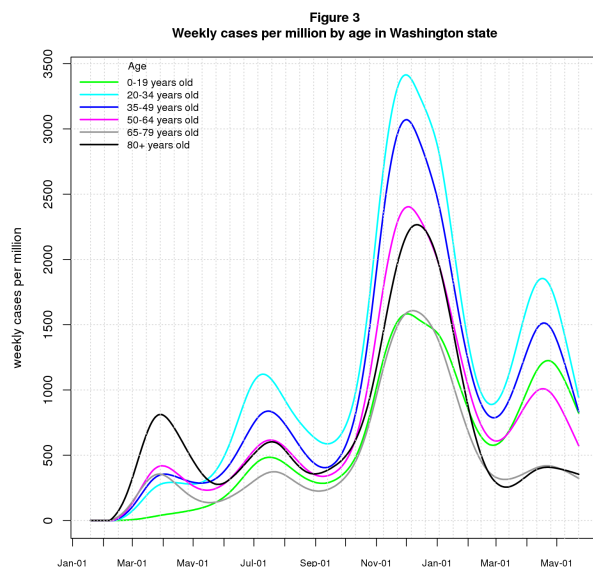 Figure 3
Weekly cases per million by age in Washington state
Age
0-19 years old
20-34 years old
35-49 years old
50-64 years old
65-79 years old
80+ years old
weekly cases per million
3500
3000
2500
2000
1500
1000
500
0
Jan-01 Mar-01 May-01 Jul-01 Sep-01 Nov-01 Jan-01 Mar-01 May-01